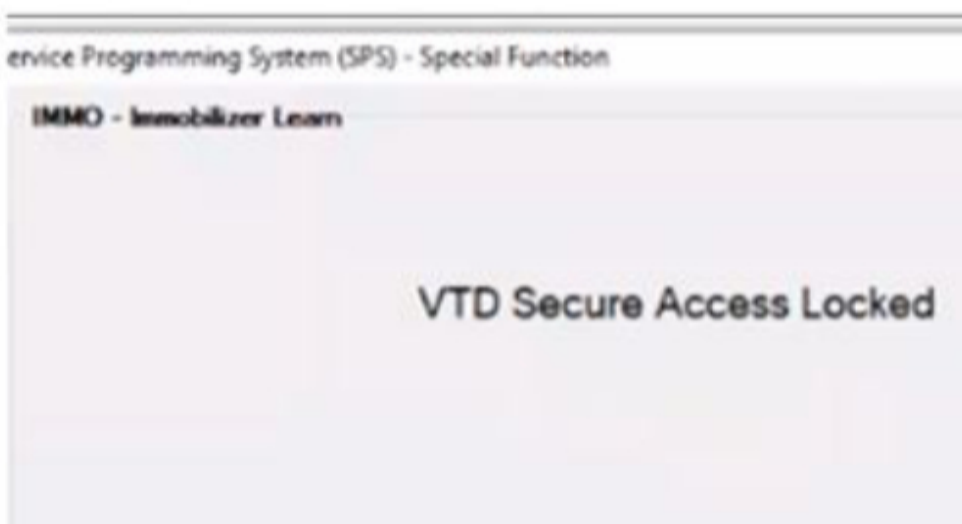 ervice Programming System (SPS) - Special Function
IMMO - Immobilizer Learn
VTD Secure Access Locked